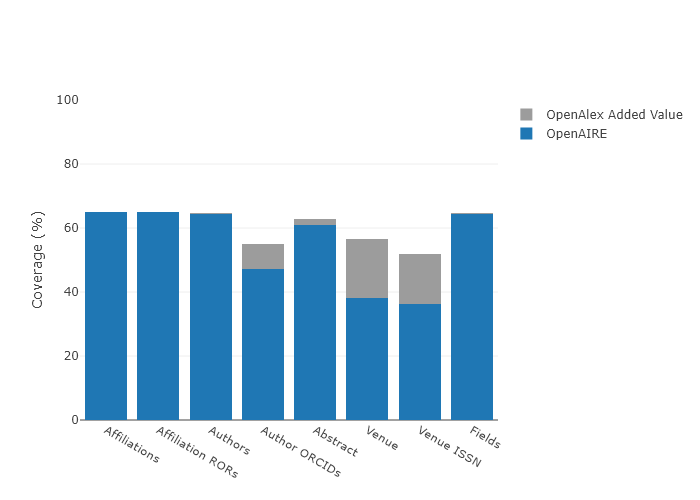 100
80
60
40
20
0
Coverage (%)
Affiliations
Affiliation RORs
Authors
Author ORCIDs
Abstract
Venue
Venue ISSN
Fields
OpenAlex Added Value
OpenAIRE